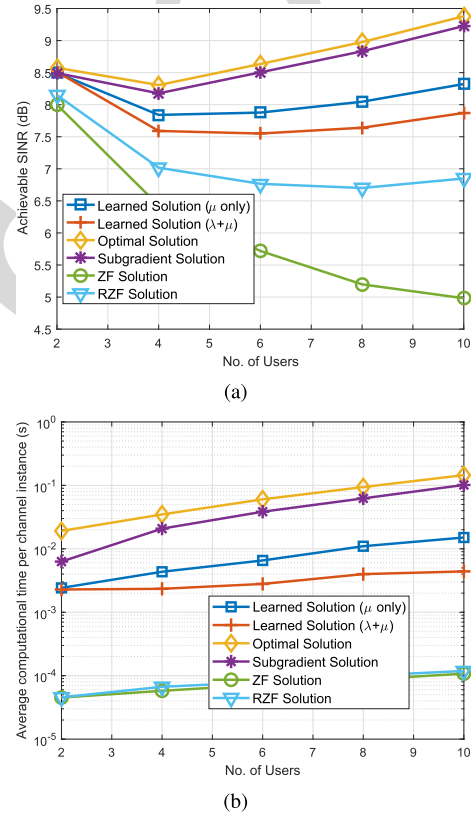 9.5
9
8.5
8
7.5
7
6.5
6
5.5
5
4.5
Achievable SINR (dB)
Learned Solution (μ only)
Learned Solution (λ+μ)
Optimal Solution
Subgradient Solution
ZF Solution
RZF Solution
2 3 4 5 6 7 8 9 10
No. of Users
(a)
10^0
10^-1
10^-2
10^-3
10^-4
10^-5
Average computational time per channel instance (s)
Learned Solution (μ only)
Learned Solution (λ+μ)
Optimal Solution
Subgradient Solution
ZF Solution
RZF Solution
2 3 4 5 6 7 8 9 10
No. of Users
(b)